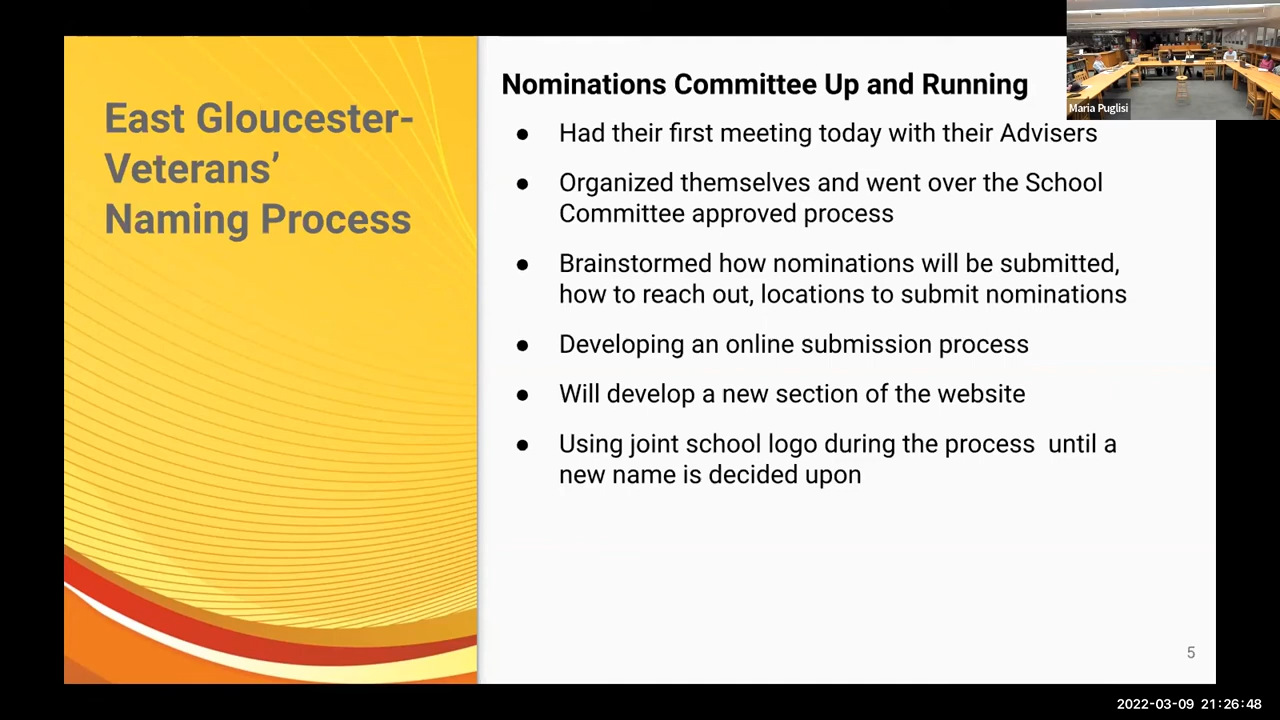 East Gloucester-
Veterans’
Naming Process
Nominations Committee Up and Running
● Had their first meeting today with their Advisers
● Organized themselves and went over the School
Committee approved process
● Brainstormed how nominations will be submitted,
how to reach out, locations to submit nominations
● Developing an online submission process
● Will develop a new section of the website
● Using joint school logo during the process  until a
new name is decided upon
5
Maria Puglisi
2022-03-09 21:26:48